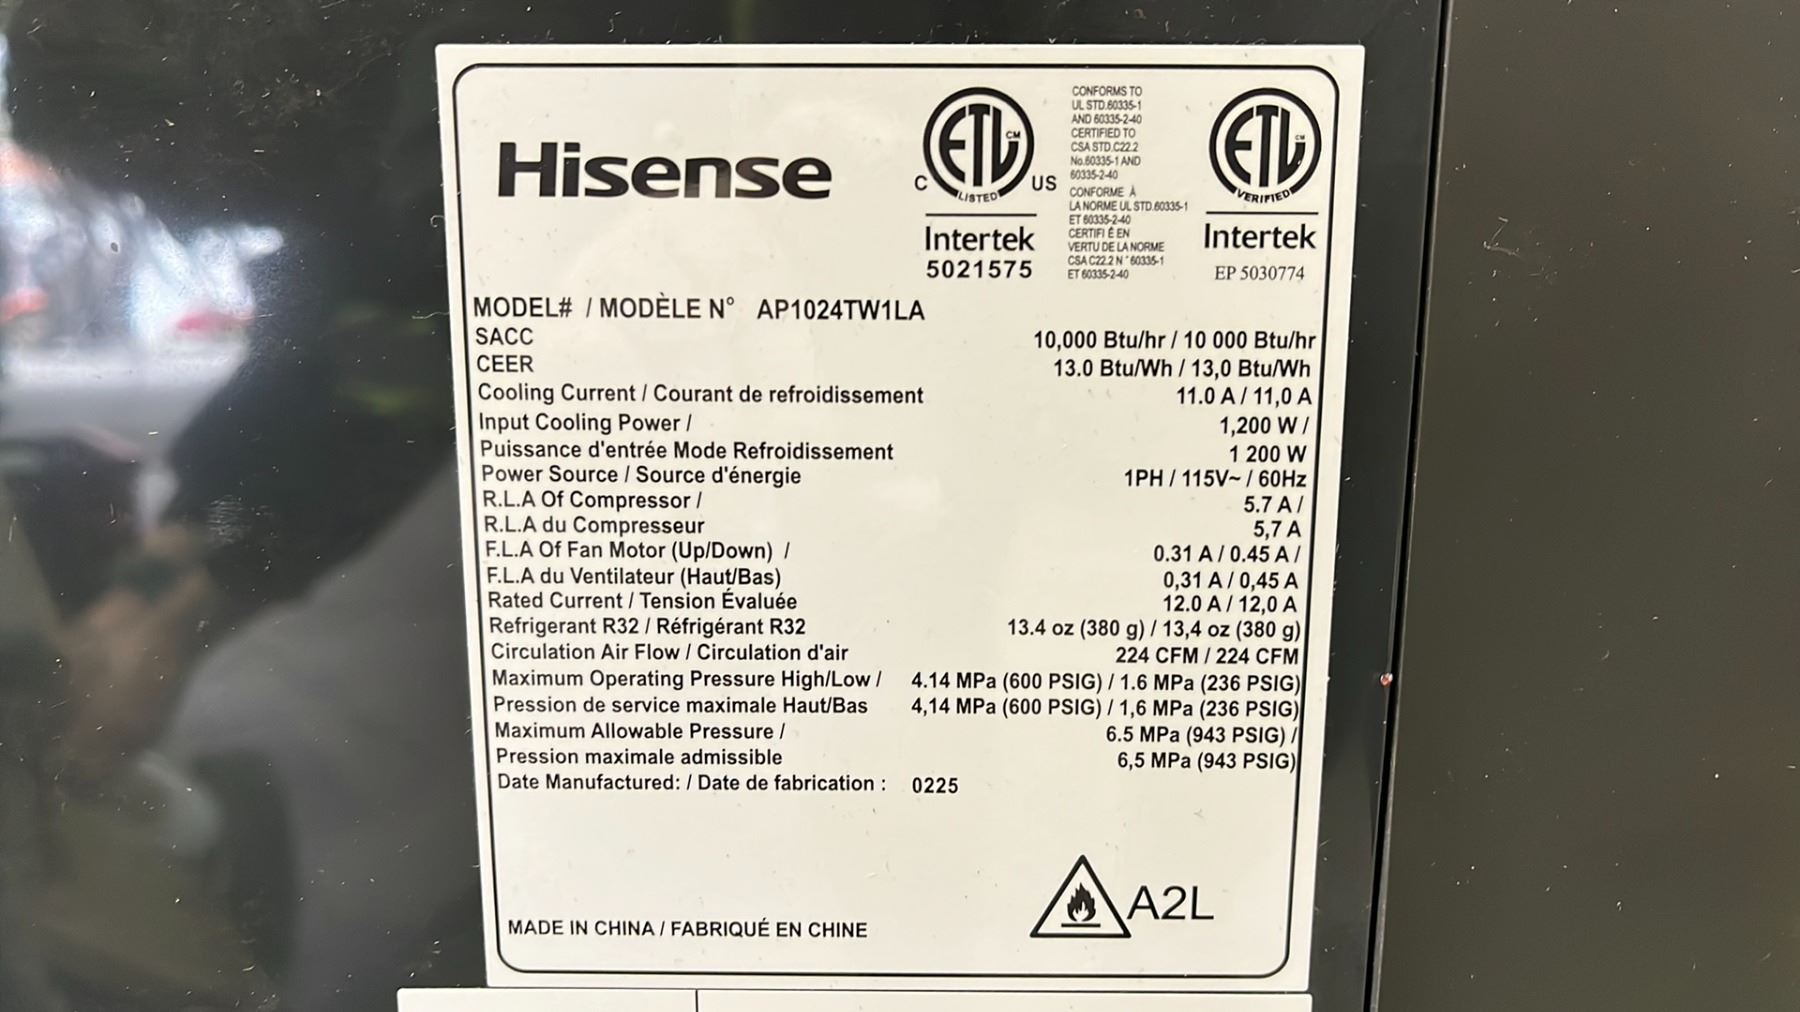 Hisense
ETL CM
LISTED
C US
Intertek
5021575
CONFORMS TO
UL STD.60335-1
AND 60335-2-40
CERTIFIED TO
CSA STD.C22.2
No.60335-1 AND
60335-2-40
CONFORME À
LA NORME UL STD.60335-1
ET 60335-2-40
CERTIFI É EN
VERTU DE LA NORME
CSA C22.2 N˚60335-1
ET 60335-2-40
ETL CM
VERIFIED
Intertek
EP 5030774
MODEL# / MODÈLE N° AP1024TW1LA
SACC 10,000 Btu/hr / 10 000 Btu/hr
CEER 13.0 Btu/Wh / 13,0 Btu/Wh
Cooling Current / Courant de refroidissement 11.0 A / 11,0 A
Input Cooling Power / 1,200 W /
Puissance d'entrée Mode Refroidissement 1 200 W
Power Source / Source d'énergie 1PH / 115V~ / 60Hz
R.L.A Of Compressor / 5.7 A /
R.L.A du Compresseur 5,7 A
F.L.A Of Fan Motor (Up/Down) / 0.31 A / 0.45 A /
F.L.A du Ventilateur (Haut/Bas) 0,31 A / 0,45 A
Rated Current / Tension Évaluée 12.0 A / 12,0 A
Refrigerant R32 / Réfrigérant R32 13.4 oz (380 g) / 13,4 oz (380 g)
Circulation Air Flow / Circulation d'air 224 CFM / 224 CFM
Maximum Operating Pressure High/Low / 4.14 MPa (600 PSIG) / 1.6 MPa (236 PSIG)
Pression de service maximale Haut/Bas 4,14 MPa (600 PSIG) / 1,6 MPa (236 PSIG)
Maximum Allowable Pressure / 6.5 MPa (943 PSIG) /
Pression maximale admissible 6,5 MPa (943 PSIG)
Date Manufactured: / Date de fabrication : 0225
A2L
MADE IN CHINA / FABRIQUÉ EN CHINE